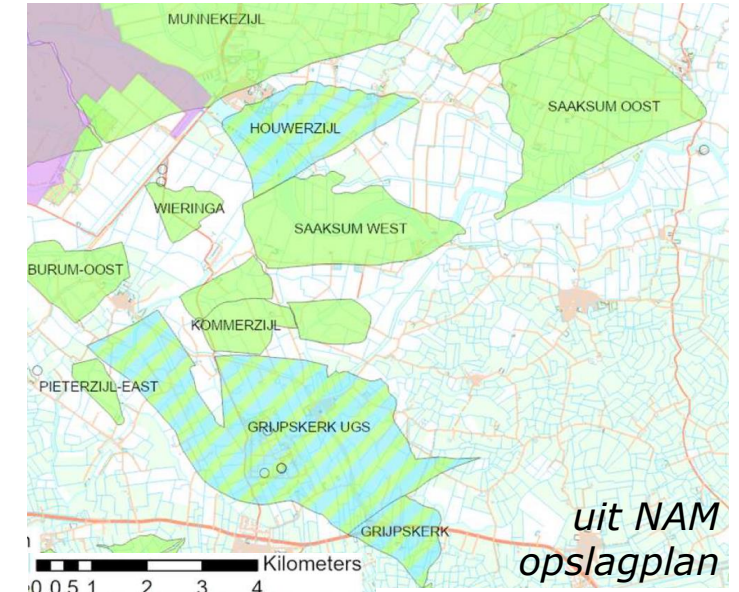 MUNNEKEZIJL
SAAKSUM OOST
HOUWERZIJL
WIERINGA
SAAKSUM WEST
BURUM-OOST
KOMMERZIJL
PIETERZIJL-EAST
GRIJPSKERK UGS
GRIJPSKERK
uit NAM
opslagplan
Kilometers
0 0,5 1 2 3 4